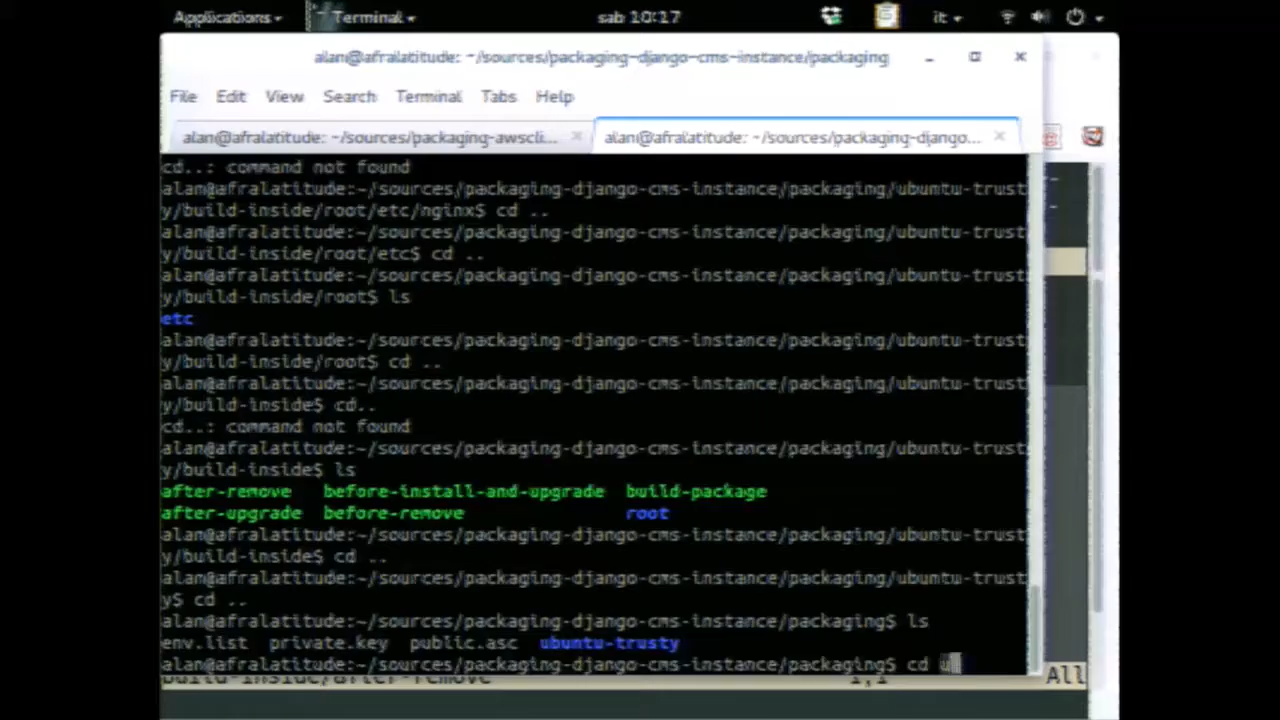 Applications Terminal sab 10:17 it
alan@afralatitude: ~/sources/packaging-django-cms-instance/packaging
File Edit View Search Terminal Tabs Help
alan@afralatitude: ~/sources/packaging-awscli... alan@afralatitude: ~/sources/packaging-django...
cd..: command not found
alan@afralatitude:~/sources/packaging-django-cms-instance/packaging/ubuntu-trust
y/build-inside/root/etc/nginx$ cd ..
alan@afralatitude:~/sources/packaging-django-cms-instance/packaging/ubuntu-trust
y/build-inside/root/etc$ cd ..
alan@afralatitude:~/sources/packaging-django-cms-instance/packaging/ubuntu-trust
y/build-inside/root$ ls
etc
alan@afralatitude:~/sources/packaging-django-cms-instance/packaging/ubuntu-trust
y/build-inside/root$ cd ..
alan@afralatitude:~/sources/packaging-django-cms-instance/packaging/ubuntu-trust
y/build-inside$ cd..
cd..: command not found
alan@afralatitude:~/sources/packaging-django-cms-instance/packaging/ubuntu-trust
y/build-inside$ ls
after-remove before-install-and-upgrade build-package
after-upgrade before-remove root
alan@afralatitude:~/sources/packaging-django-cms-instance/packaging/ubuntu-trust
y/build-inside$ cd ..
alan@afralatitude:~/sources/packaging-django-cms-instance/packaging/ubuntu-trust
y$ cd ..
alan@afralatitude:~/sources/packaging-django-cms-instance/packaging$ ls
env.list private.key public.asc ubuntu-trusty
alan@afralatitude:~/sources/packaging-django-cms-instance/packaging$ cd u
build-inside/after-remove 1,1 All